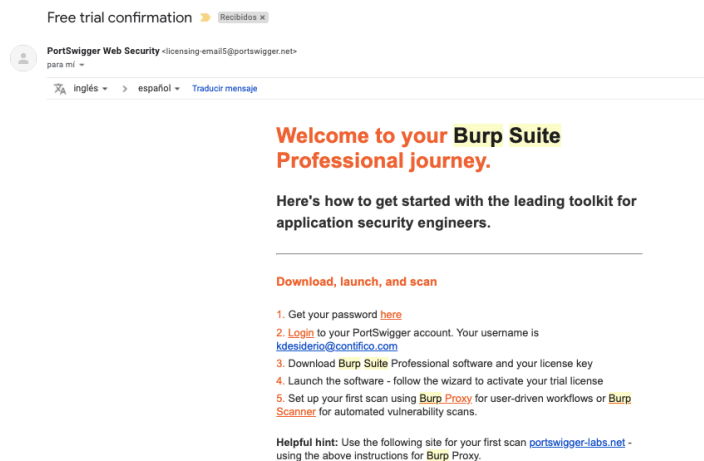 Free trial confirmation Recibidos ×
PortSwigger Web Security <licensing-email5@portswigger.net>
para mí
inglés > español Traducir mensaje
Welcome to your Burp Suite
Professional journey.
Here's how to get started with the leading toolkit for
application security engineers.
Download, launch, and scan
1. Get your password here
2. Login to your PortSwigger account. Your username is
kdesiderio@contifico.com
3. Download Burp Suite Professional software and your license key
4. Launch the software - follow the wizard to activate your trial license
5. Set up your first scan using Burp Proxy for user-driven workflows or Burp
Scanner for automated vulnerability scans.
Helpful hint: Use the following site for your first scan portswigger-labs.net -
using the above instructions for Burp Proxy.